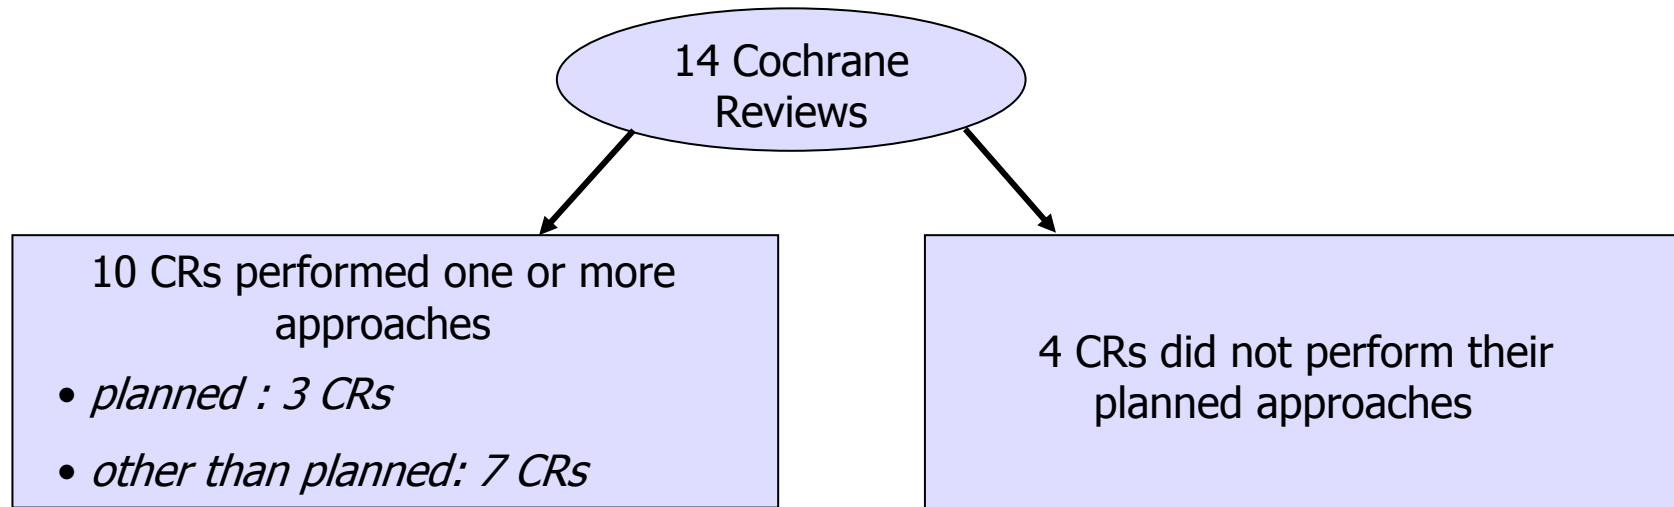 14 Cochrane
Reviews
10 CRs performed one or more
approaches
• planned : 3 CRs
• other than planned: 7 CRs
4 CRs did not perform their
planned approaches